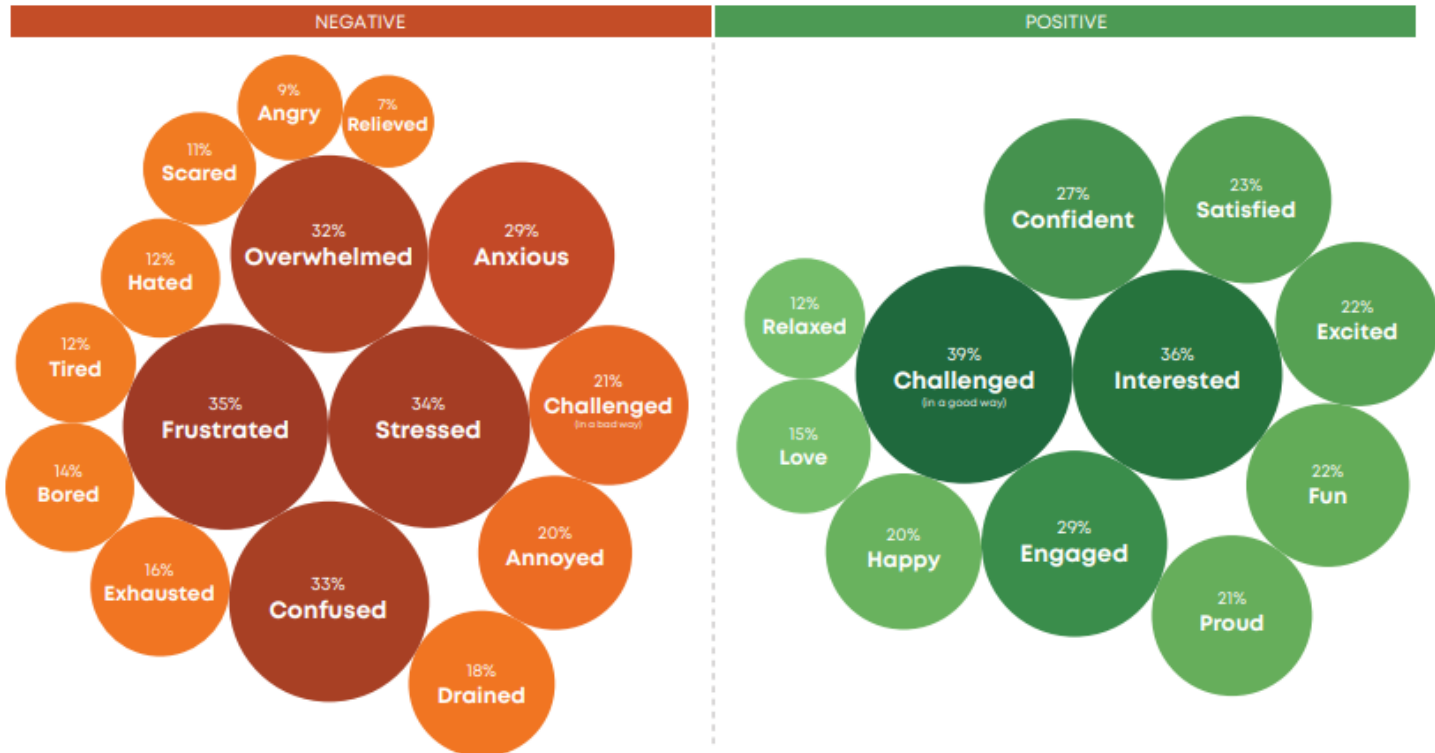 NEGATIVE
9%
Angry
7%
Relieved
11%
Scared
32%
Overwhelmed
29%
Anxious
12%
Hated
12%
Tired
35%
Frustrated
34%
Stressed
21%
Challenged
(in a bad way)
14%
Bored
20%
Annoyed
16%
Exhausted
33%
Confused
18%
Drained
POSITIVE
27%
Confident
23%
Satisfied
12%
Relaxed
22%
Excited
39%
Challenged
(in a good way)
36%
Interested
15%
Love
22%
Fun
20%
Happy
29%
Engaged
21%
Proud